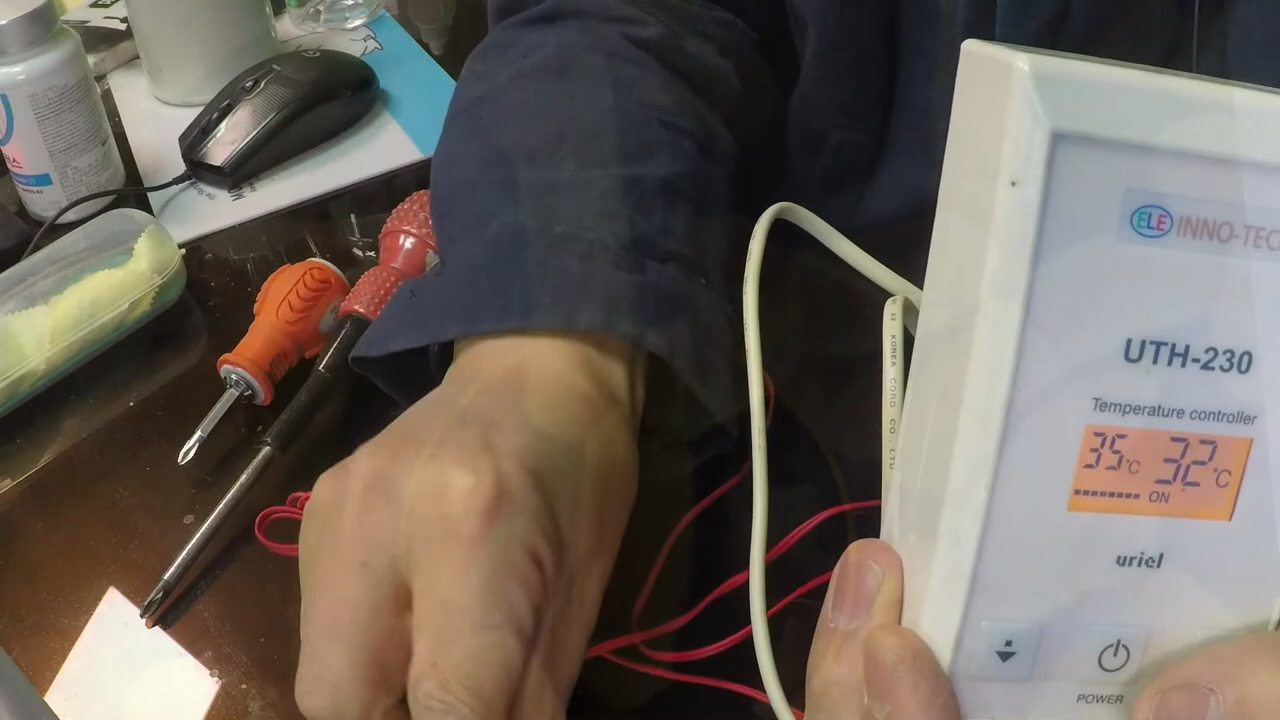 ELE INNO-TEC
UTH-230
Temperature controller
35°C 32°C
ON
uriel
POWER
KOREA CORD CO., LTD